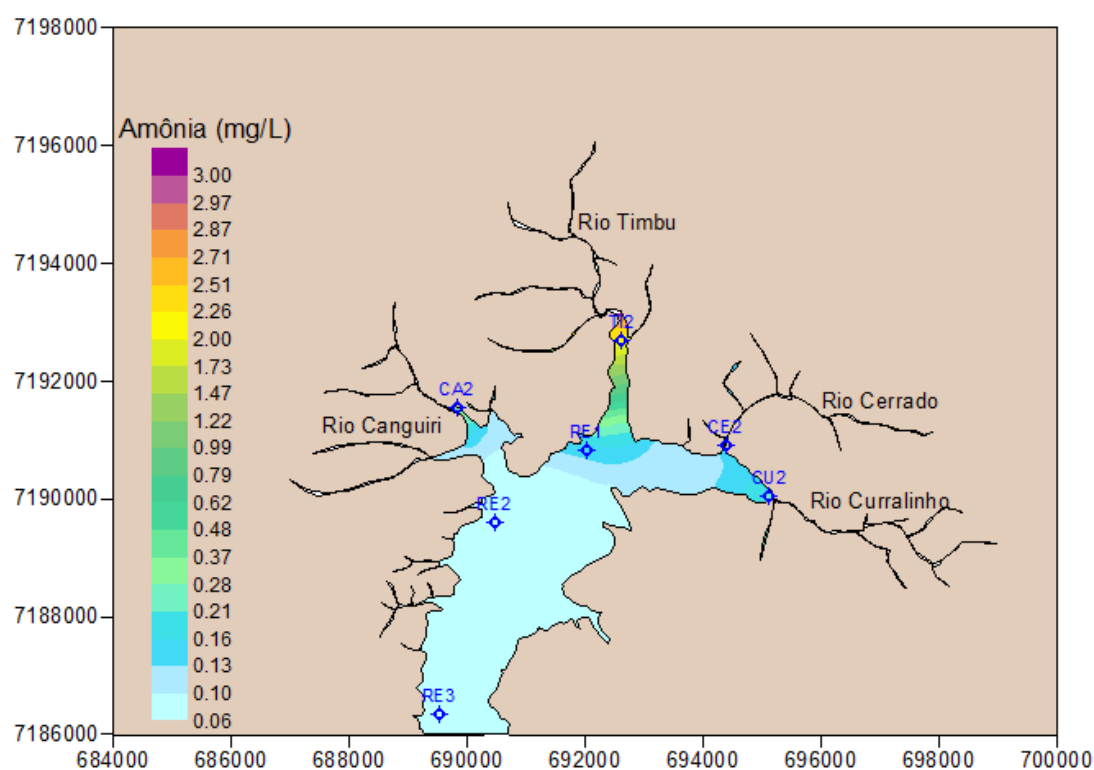 7198000
7196000
7194000
7192000
7190000
7188000
7186000
Amônia (mg/L)
3.00
2.97
2.87
2.71
2.51
2.26
2.00
1.73
1.47
1.22
0.99
0.79
0.62
0.48
0.37
0.28
0.21
0.16
0.13
0.10
0.06
Rio Timbu
TI2
CA2
Rio Canguiri
RE1
CE2
Rio Cerrado
CU2
Rio Curralinho
RE2
RE3
684000 686000 688000 690000 692000 694000 696000 698000 700000